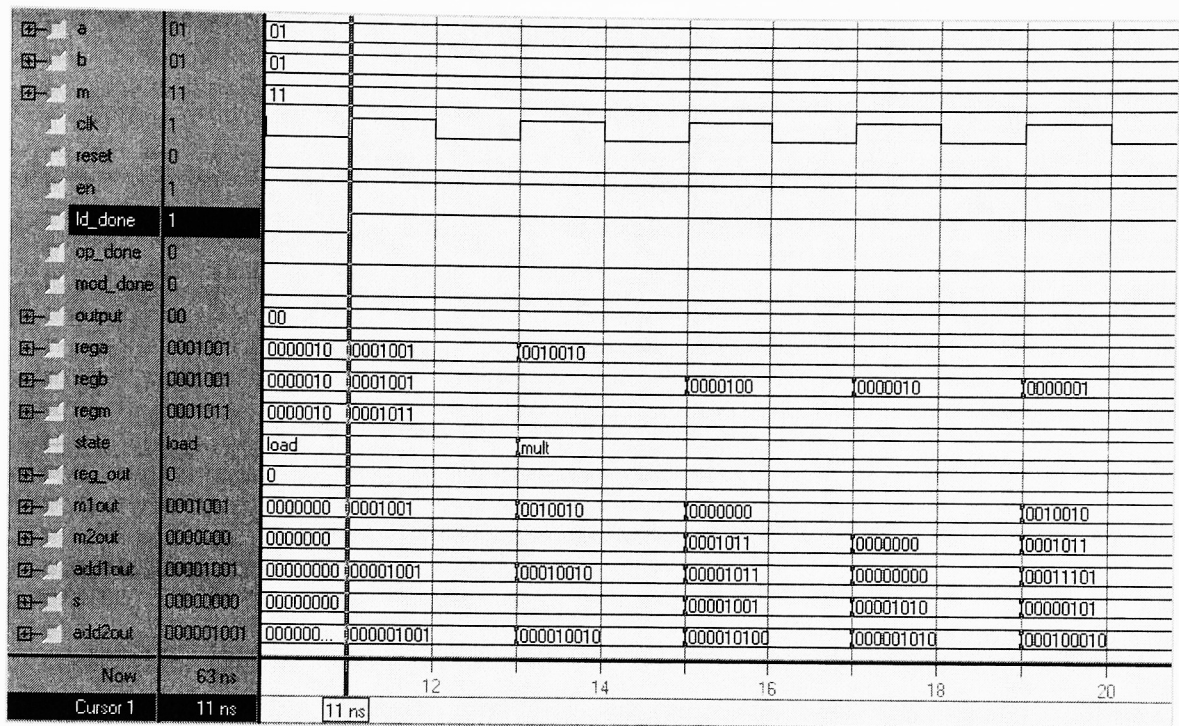 a 01 01
b 01 01
m 11 11
clk 1
reset 0
en 1
ld_done 1
op_done 0
mod_done 0
output 00 00
rega 0001001 0000010 0001001 0010010
regb 0001001 0000010 0001001 0000100 0000010 0000001
regm 0001011 0000010 0001011
state load load mult
reg_out 0 0
m1out 0001001 0000000 0001001 0010010 0000000 0010010
m2out 0000000 0000000 0001011 0000000 0001011
add1out 00001001 00000000 00001001 00010010 00001011 00000000 00011101
s 00000000 00000000 00001001 00001010 00000101
add2out 000001001 000000... 000001001 000010010 000010100 000001010 000100010
Now 63 ns 12 14 16 18 20
Cursor 1 11 ns 11 ns